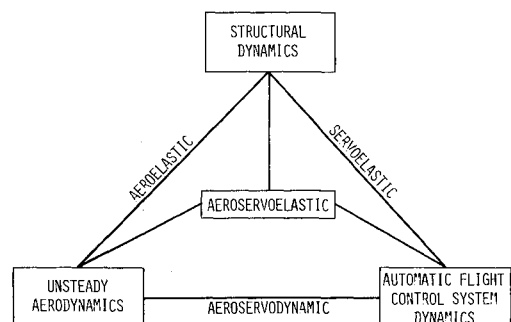 STRUCTURAL
DYNAMICS
AEROELASTIC
SERVOELASTIC
AEROSERVOELASTIC
UNSTEADY
AERODYNAMICS
AEROSERVODYNAMIC
AUTOMATIC FLIGHT
CONTROL SYSTEM
DYNAMICS